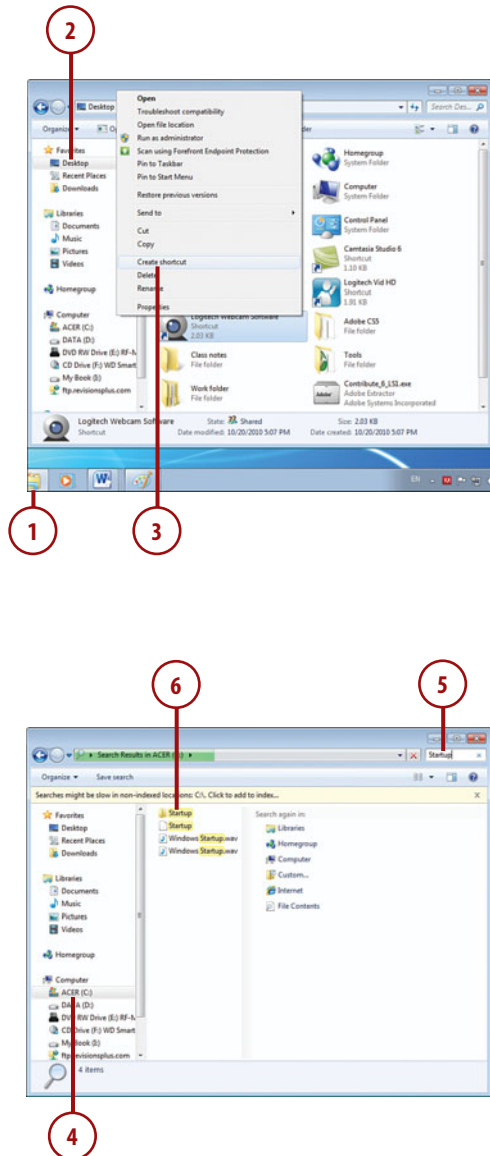 2
Desktop
Search Des...
Organize
Open
Troubleshoot compatibility
Open file location
Run as administrator
Scan using Forefront Endpoint Protection
Pin to Taskbar
Pin to Start Menu
Restore previous versions
Send to
Cut
Copy
Create shortcut
Delete
Rename
Properties
Favorites
Desktop
Recent Places
Downloads
Libraries
Documents
Music
Pictures
Videos
Homegroup
Computer
ACER (C:)
DATA (D:)
DVD RW Drive (E:) RF-
CD Drive (F:) WD Smart
My Book (I:)
ftp.revisionsplus.com
Logitech Webcam Software
Shortcut
2.03 KB
Class notes
File folder
Work folder
File folder
Homegroup
System Folder
Computer
System Folder
Control Panel
System Folder
Camtasia Studio 6
Shortcut
1.10 KB
Logitech Vid HD
Shortcut
1.91 KB
Adobe CS5
File folder
Tools
File folder
Contribute_6_LS1.exe
Adobe Extractor
Adobe Systems Incorporated
Logitech Webcam Software State: Shared Size: 2.03 KB
Shortcut Date modified: 10/20/2010 5:07 PM Date created: 10/20/2010 5:07 PM
EN
1
3
6
5
Search Results in ACER
Startup
Organize Save search
Searches might be slow in non-indexed locations: C:\. Click to add to index...
Favorites
Desktop
Recent Places
Downloads
Libraries
Documents
Music
Pictures
Videos
Homegroup
Computer
ACER (C:)
DATA (D:)
DVD RW Drive (E:) RF-
CD Drive (F:) WD Smart
My Book (I:)
ftp.revisionsplus.com
Startup
Startup
Windows Startup.wav
Windows Startup.wav
Search again in:
Libraries
Homegroup
Computer
Custom...
Internet
File Contents
4 items
4